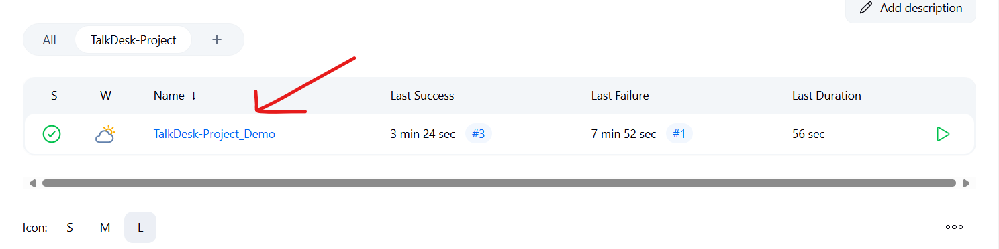 Add description
All TalkDesk-Project +
S W Name ↓ Last Success Last Failure Last Duration
TalkDesk-Project_Demo 3 min 24 sec #3 7 min 52 sec #1 56 sec
Icon: S M L